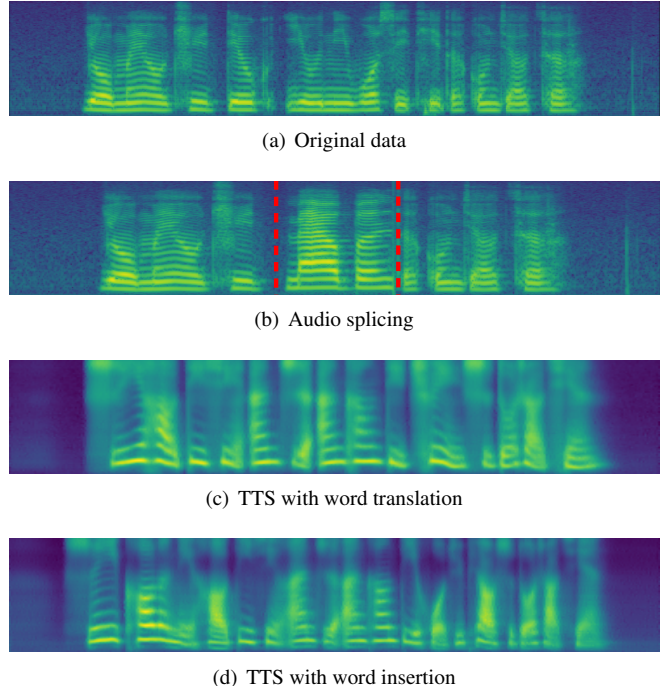 (a) Original data
(b) Audio splicing
(c) TTS with word translation
(d) TTS with word insertion